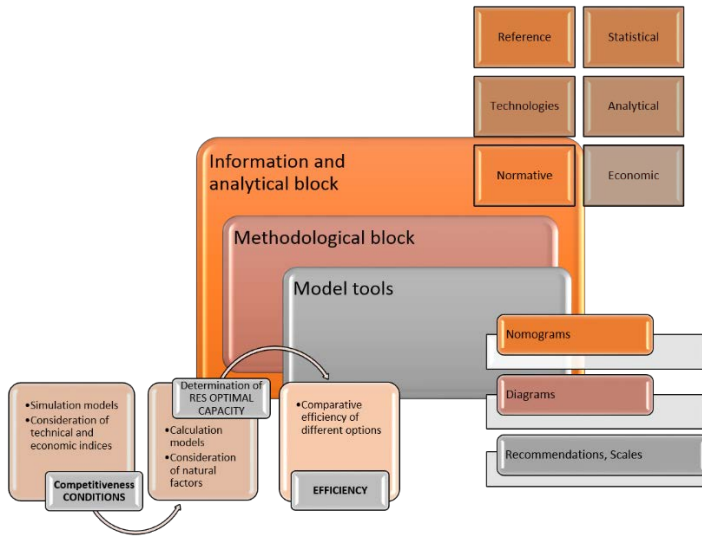 Reference
Statistical
Technologies
Analytical
Normative
Economic
Information and
analytical block
Methodological block
Model tools
Nomograms
Diagrams
Recommendations, Scales
•Simulation models
•Consideration of
technical and
economic indices
Competitiveness
CONDITIONS
Determination of
RES OPTIMAL
CAPACITY
•Calculation
models
•Consideration
of natural
factors
•Comparative
efficiency of
different options
EFFICIENCY